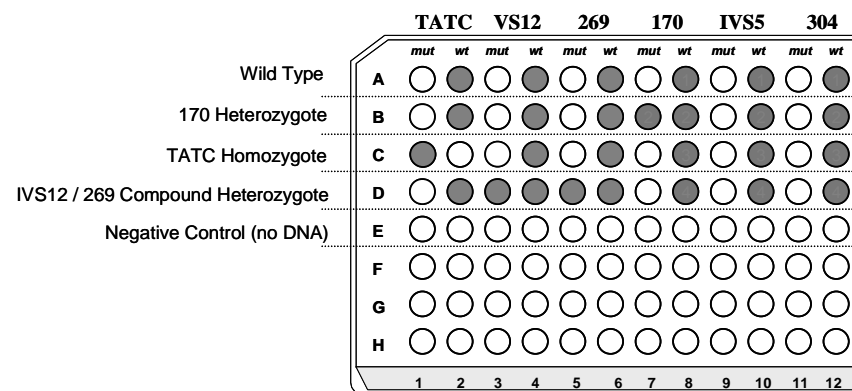 TATC VS12 269 170 IVS5 304
mut wt mut wt mut wt mut wt mut wt mut wt
Wild Type A
170 Heterozygote B
TATC Homozygote C
IVS12 / 269 Compound Heterozygote D
Negative Control (no DNA) E
F
G
H
1 2 3 4 5 6 7 8 9 10 11 12